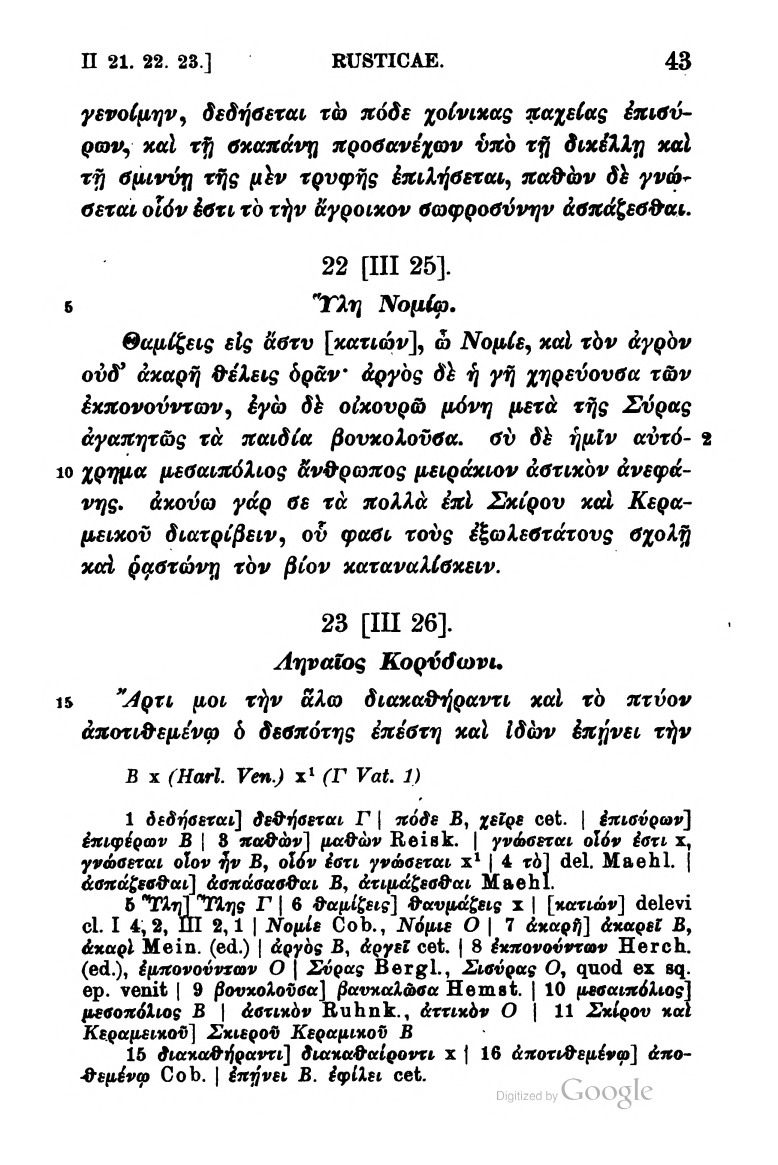 II 21. 22. 23.] RUSTICAE. 43
γενοίμην, δεδήσεται τὼ πόδε χοίνικας παχείας ἐπισύ-
ρων, καὶ τῇ σκαπάνῃ προσανέχων ὑπὸ τῇ δικέλλῃ καὶ
τῇ σμινύῃ τῆς μὲν τρυφῆς ἐπιλήσεται, παθὼν δὲ γνώ-
σεται οἷόν ἐστι τὸ τὴν ἄγροικον σωφροσύνην ἀσπάζεσθαι.
22 [III 25].
5 Ὕλη Νομίῳ.
Θαμίζεις εἰς ἄστυ [κατιών], ὦ Νομίε, καὶ τὸν ἀγρὸν
οὐδ’ ἀκαρῆ θέλεις ὁρᾶν· ἀργὸς δὲ ἡ γῆ χηρεύουσα τῶν
ἐκπονούντων, ἐγὼ δὲ οἰκουρῶ μόνη μετὰ τῆς Σύρας
ἀγαπητῶς τὰ παιδία βουκολοῦσα. σὺ δὲ ἡμῖν αὐτό- 2
10 χρημα μεσαιπόλιος ἄνθρωπος μειράκιον ἀστικὸν ἀνεφά-
νης. ἀκούω γάρ σε τὰ πολλὰ ἐπὶ Σκίρου καὶ Κερα-
μεικοῦ διατρίβειν, οὗ φασι τοὺς ἐξωλεστάτους σχολῇ
καὶ ῥᾳστώνῃ τὸν βίον καταναλίσκειν.
23 [III 26].
Ληναῖος Κορύδωνι.
15 Ἄρτι μοι τὴν ἅλω διακαθήραντι καὶ τὸ πτύον
ἀποτιθεμένῳ ὁ δεσπότης ἐπέστη καὶ ἰδὼν ἐπῄνει τὴν
B x (Harl. Ven.) x¹ (Γ Vat. 1)
1 δεδήσεται] δεθήσεται Γ | πόδε B, χεῖρε cet. | ἐπισύρων]
ἐπιφέρων B | 3 παθὼν] μαθὼν Reisk. | γνώσεται οἷόν ἐστι x,
γνώσεται οἷον ἦν B, οἷόν ἐστι γνώσεται x¹ | 4 τὸ] del. Maehl. |
ἀσπάζεσθαι] ἀσπάσασθαι B, ἀτιμάζεσθαι Maehl.
5 Ὕλη] Ὕλης Γ | 6 θαμίζεις] θαυμάζεις x | [κατιών] delevi
cl. I 4, 2, III 2, 1 | Νομίε Cob., Νόμιε O | 7 ἀκαρῆ] ἀκαρεῖ B,
ἀκαρὶ Mein. (ed.) | ἀργὸς B, ἀργεῖ cet. | 8 ἐκπονούντων Herch.
(ed.), ἐμπονούντων O | Σύρας Bergl., Σισύρας O, quod ex sq.
ep. venit | 9 βουκολοῦσα] βαυκαλῶσα Hemst. | 10 μεσαιπόλιος]
μεσοπόλιος B | ἀστικὸν Ruhnk., ἀττικὸν O | 11 Σκίρου καὶ
Κεραμεικοῦ] Σκιεροῦ Κεραμικοῦ B
15 διακαθήραντι] διακαθαίροντι x | 16 ἀποτιθεμένῳ] ἀπο-
θεμένῳ Cob. | ἐπῄνει B. ἐφίλει cet.
Digitized by Google